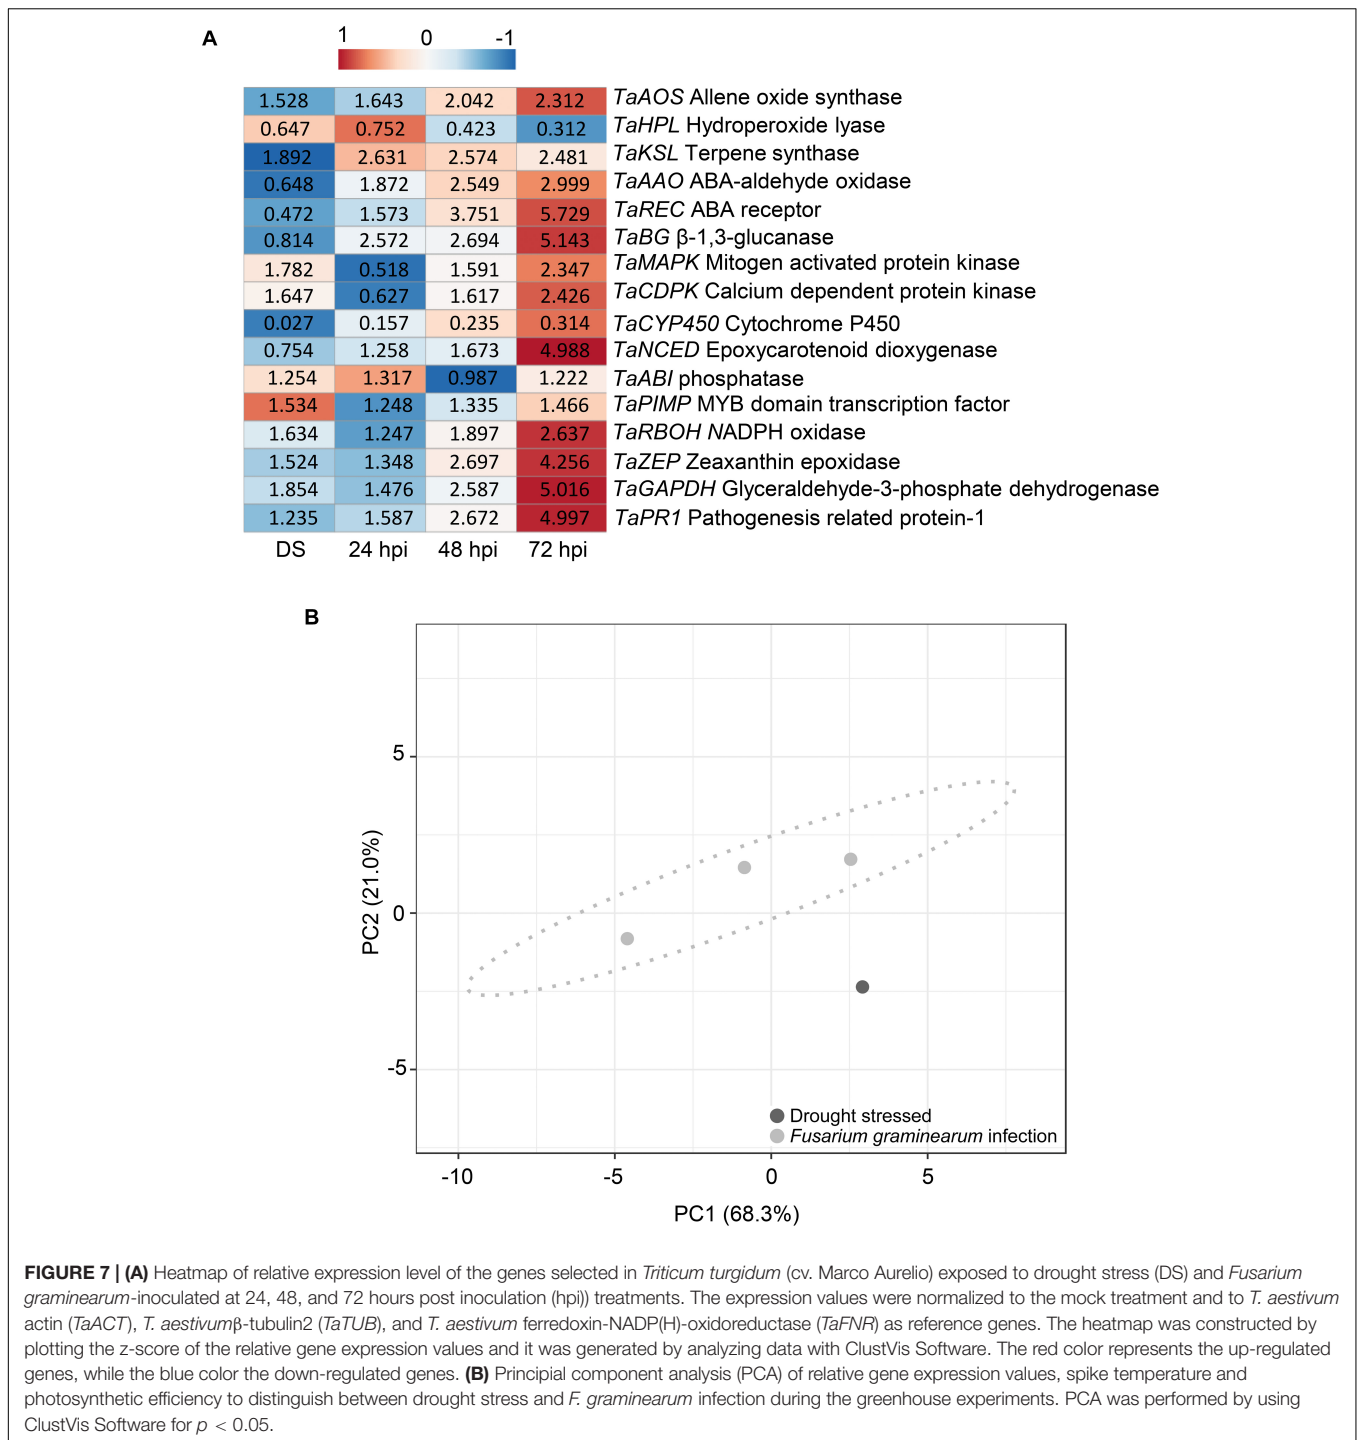 A
1 0 -1
1.528 1.643 2.042 2.312 TaAOS Allene oxide synthase
0.647 0.752 0.423 0.312 TaHPL Hydroperoxide lyase
1.892 2.631 2.574 2.481 TaKSL Terpene synthase
0.648 1.872 2.549 2.999 TaAAO ABA-aldehyde oxidase
0.472 1.573 3.751 5.729 TaREC ABA receptor
0.814 2.572 2.694 5.143 TaBG β-1,3-glucanase
1.782 0.518 1.591 2.347 TaMAPK Mitogen activated protein kinase
1.647 0.627 1.617 2.426 TaCDPK Calcium dependent protein kinase
0.027 0.157 0.235 0.314 TaCYP450 Cytochrome P450
0.754 1.258 1.673 4.988 TaNCED Epoxycarotenoid dioxygenase
1.254 1.317 0.987 1.222 TaABI phosphatase
1.534 1.248 1.335 1.466 TaPIMP MYB domain transcription factor
1.634 1.247 1.897 2.637 TaRBOH NADPH oxidase
1.524 1.348 2.697 4.256 TaZEP Zeaxanthin epoxidase
1.854 1.476 2.587 5.016 TaGAPDH Glyceraldehyde-3-phosphate dehydrogenase
1.235 1.587 2.672 4.997 TaPR1 Pathogenesis related protein-1
DS 24 hpi 48 hpi 72 hpi
B
5
0
-5
PC2 (21.0%)
Drought stressed
Fusarium graminearum infection
-10 -5 0 5
PC1 (68.3%)
FIGURE 7 | (A) Heatmap of relative expression level of the genes selected in Triticum turgidum (cv. Marco Aurelio) exposed to drought stress (DS) and Fusarium
graminearum-inoculated at 24, 48, and 72 hours post inoculation (hpi)) treatments. The expression values were normalized to the mock treatment and to T. aestivum
actin (TaACT), T. aestivumβ-tubulin2 (TaTUB), and T. aestivum ferredoxin-NADP(H)-oxidoreductase (TaFNR) as reference genes. The heatmap was constructed by
plotting the z-score of the relative gene expression values and it was generated by analyzing data with ClustVis Software. The red color represents the up-regulated
genes, while the blue color the down-regulated genes. (B) Principial component analysis (PCA) of relative gene expression values, spike temperature and
photosynthetic efficiency to distinguish between drought stress and F. graminearum infection during the greenhouse experiments. PCA was performed by using
ClustVis Software for p < 0.05.